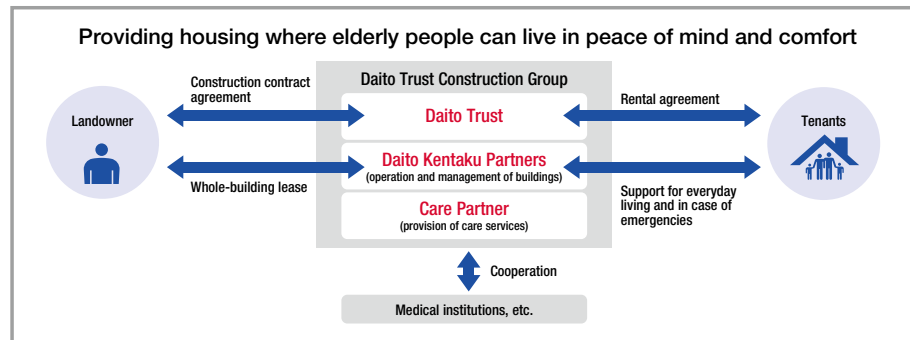 Providing housing where elderly people can live in peace of mind and comfort
Landowner
Construction contract
agreement
Whole-building lease
Daito Trust Construction Group
Daito Trust
Daito Kentaku Partners
(operation and management of buildings)
Care Partner
(provision of care services)
Rental agreement
Support for everyday
living and in case of
emergencies
Tenants
Cooperation
Medical institutions, etc.